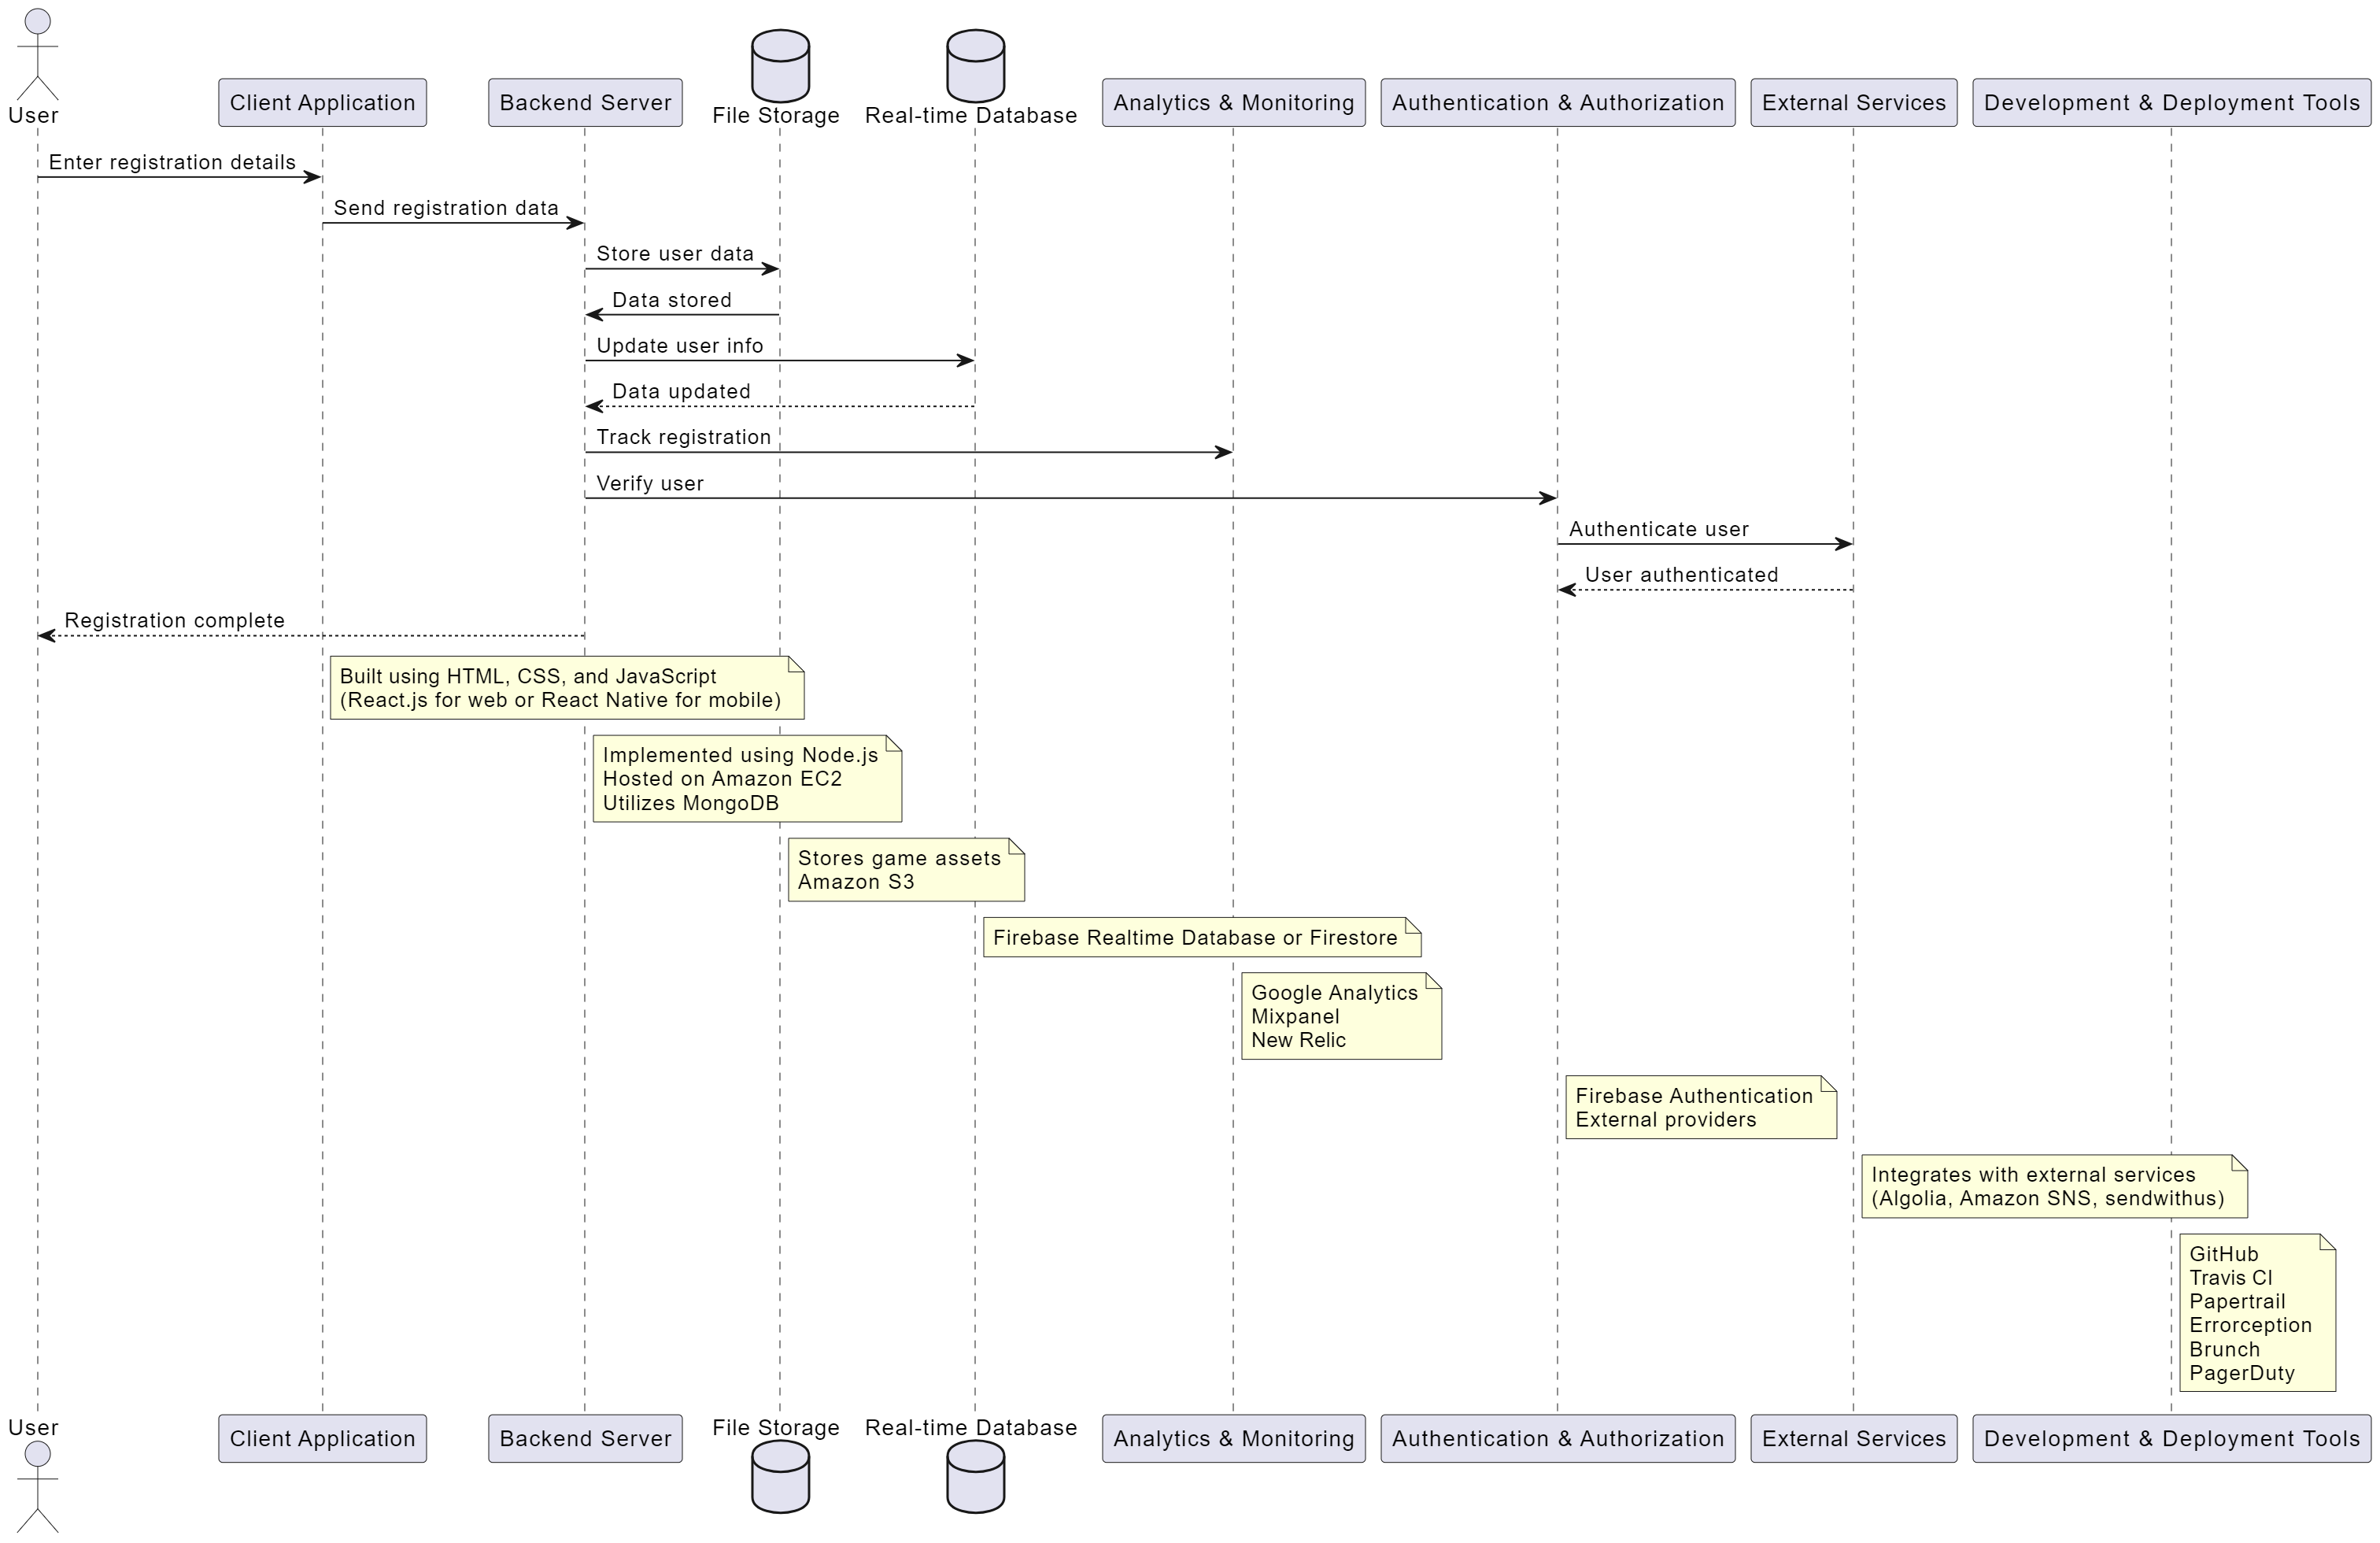 User
Client Application
Backend Server
File Storage
Real-time Database
Analytics & Monitoring
Authentication & Authorization
External Services
Development & Deployment Tools
Enter registration details
Send registration data
Store user data
Data stored
Update user info
Data updated
Track registration
Verify user
Authenticate user
User authenticated
Registration complete
Built using HTML, CSS, and JavaScript
(React.js for web or React Native for mobile)
Implemented using Node.js
Hosted on Amazon EC2
Utilizes MongoDB
Stores game assets
Amazon S3
Firebase Realtime Database or Firestore
Google Analytics
Mixpanel
New Relic
Firebase Authentication
External providers
Integrates with external services
(Algolia, Amazon SNS, sendwithus)
GitHub
Travis CI
Papertrail
Errorception
Brunch
PagerDuty
User
Client Application
Backend Server
File Storage
Real-time Database
Analytics & Monitoring
Authentication & Authorization
External Services
Development & Deployment Tools